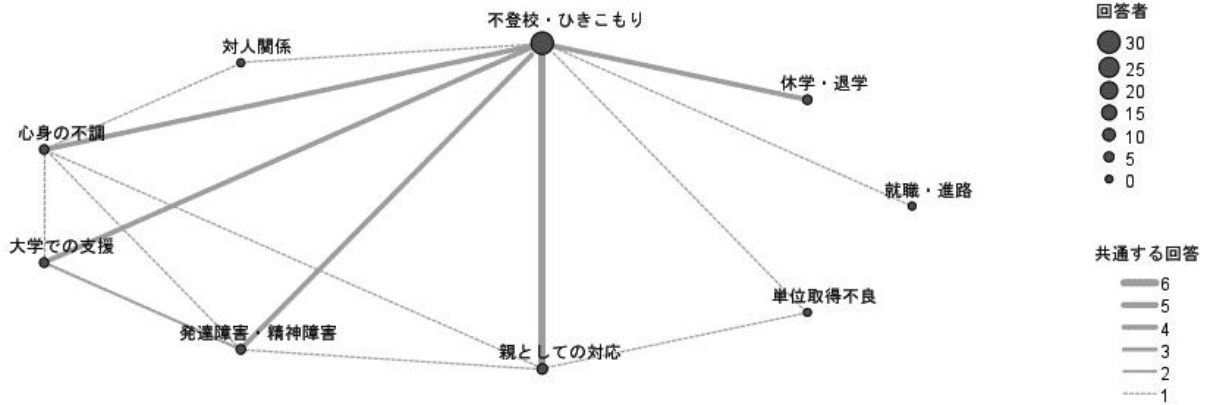 不登校・ひきこもり
対人関係
休学・退学
心身の不調
就職・進路
大学での支援
単位取得不良
発達障害・精神障害
親としての対応
回答者
30
25
20
15
10
5
0
共通する回答
6
5
4
3
2
1